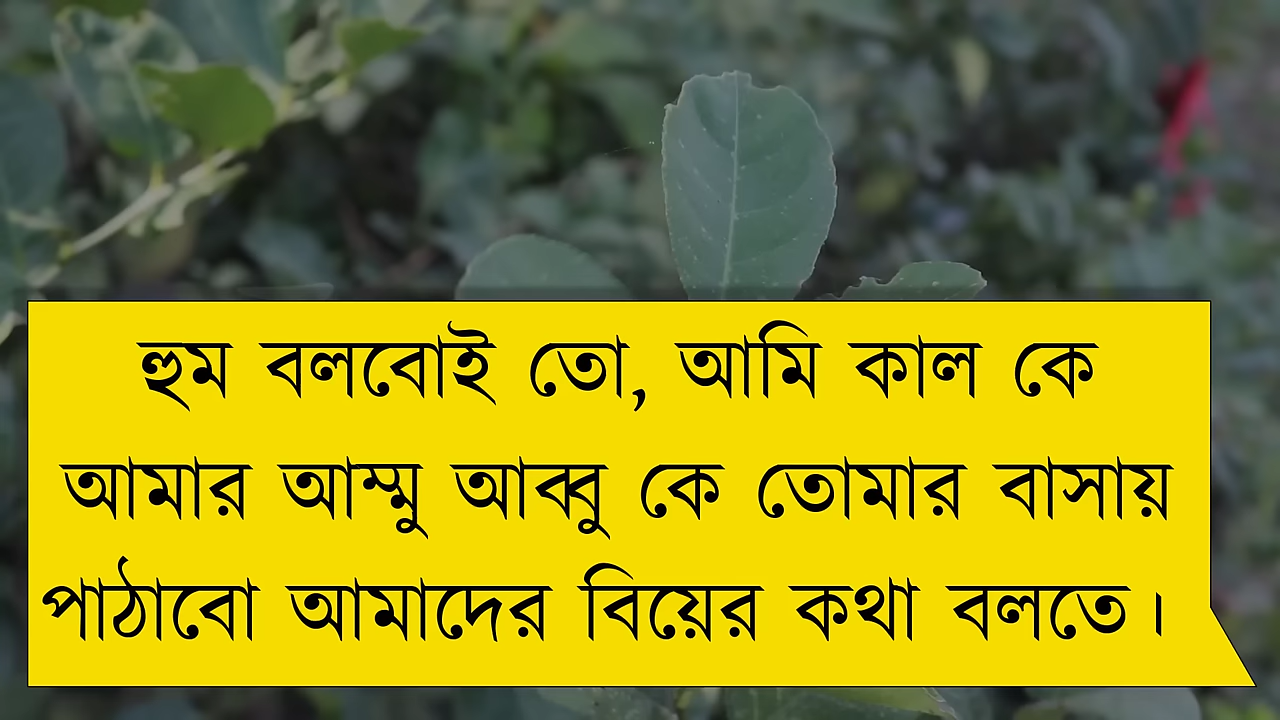 হুম বলবোই তো, আমি কাল কে
আমার আম্মু আব্বু কে তোমার বাসায়
পাঠাবো আমাদের বিয়ের কথা বলতে।